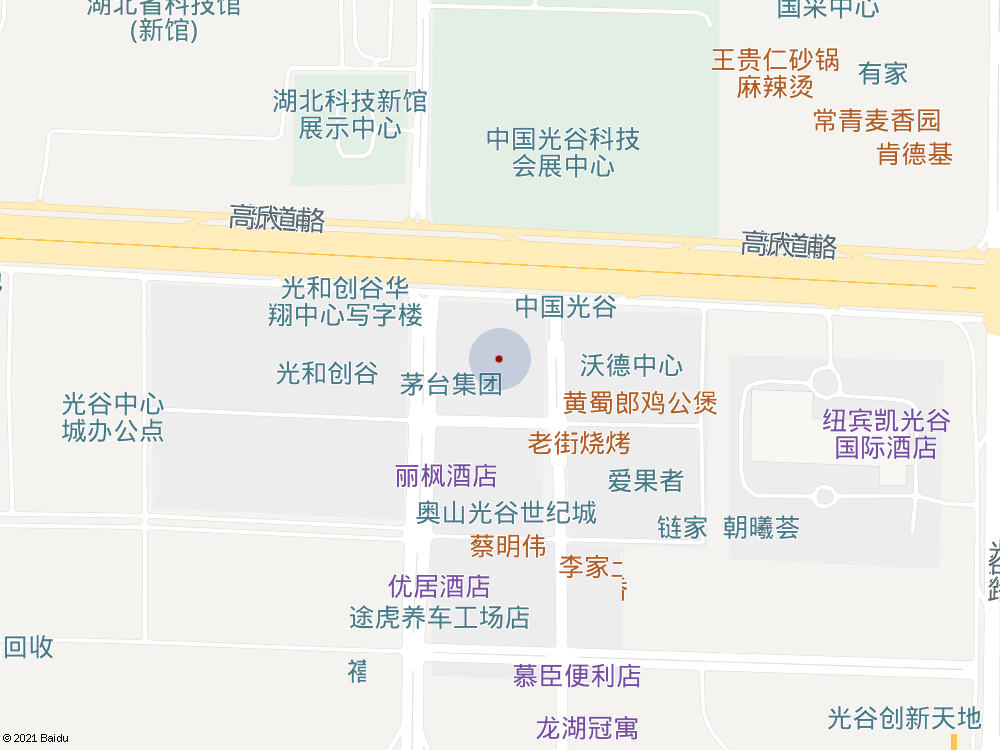 湖北省科技馆
(新馆)
国采中心
王贵仁砂锅
麻辣烫
有家
湖北科技新馆
展示中心
常青麦香园
中国光谷科技
会展中心
肯德基
光和创谷华
翔中心写字楼
中国光谷
光和创谷
茅台集团
沃德中心
黄蜀郎鸡公煲
光谷中心
城办公点
纽宾凯光谷
国际酒店
老街烧烤
丽枫酒店
爱果者
奥山光谷世纪城
链家
朝曦荟
蔡明伟
李家二
优居酒店
途虎养车工场店
回收
慕臣便利店
龙湖冠寓
光谷创新天地
© 2021 Baidu